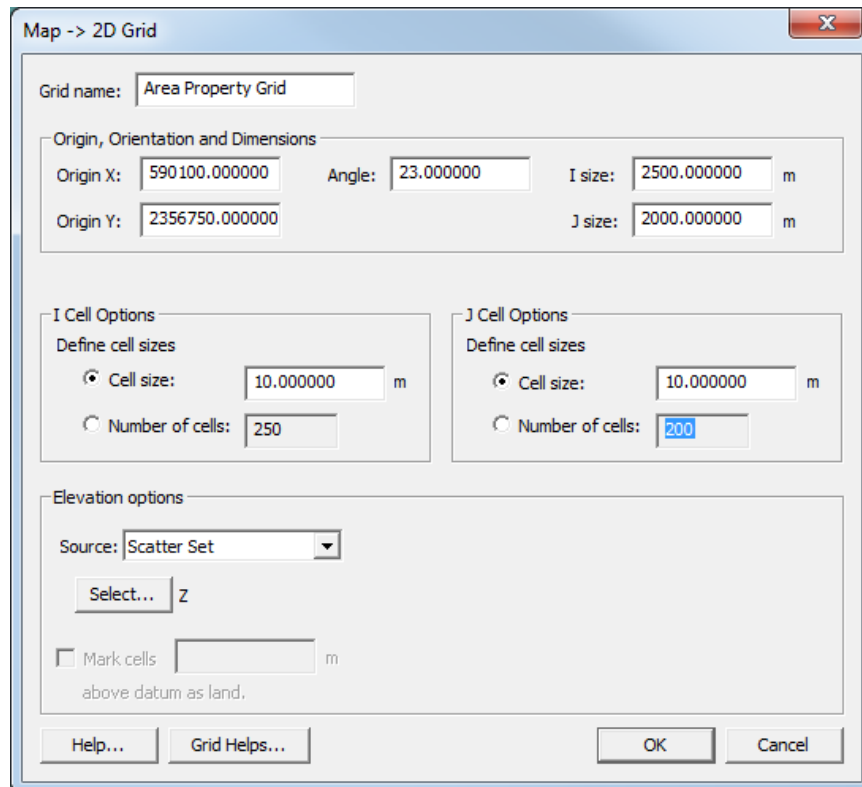 Map -> 2D Grid
Grid name: Area Property Grid
Origin, Orientation and Dimensions
Origin X: 590100.000000 Angle: 23.000000 I size: 2500.000000 m
Origin Y: 2356750.000000 J size: 2000.000000 m
I Cell Options
Define cell sizes
Cell size: 10.000000 m
Number of cells: 250
J Cell Options
Define cell sizes
Cell size: 10.000000 m
Number of cells: 200
Elevation options
Source: Scatter Set
Select... Z
Mark cells m
above datum as land.
Help... Grid Helps... OK Cancel